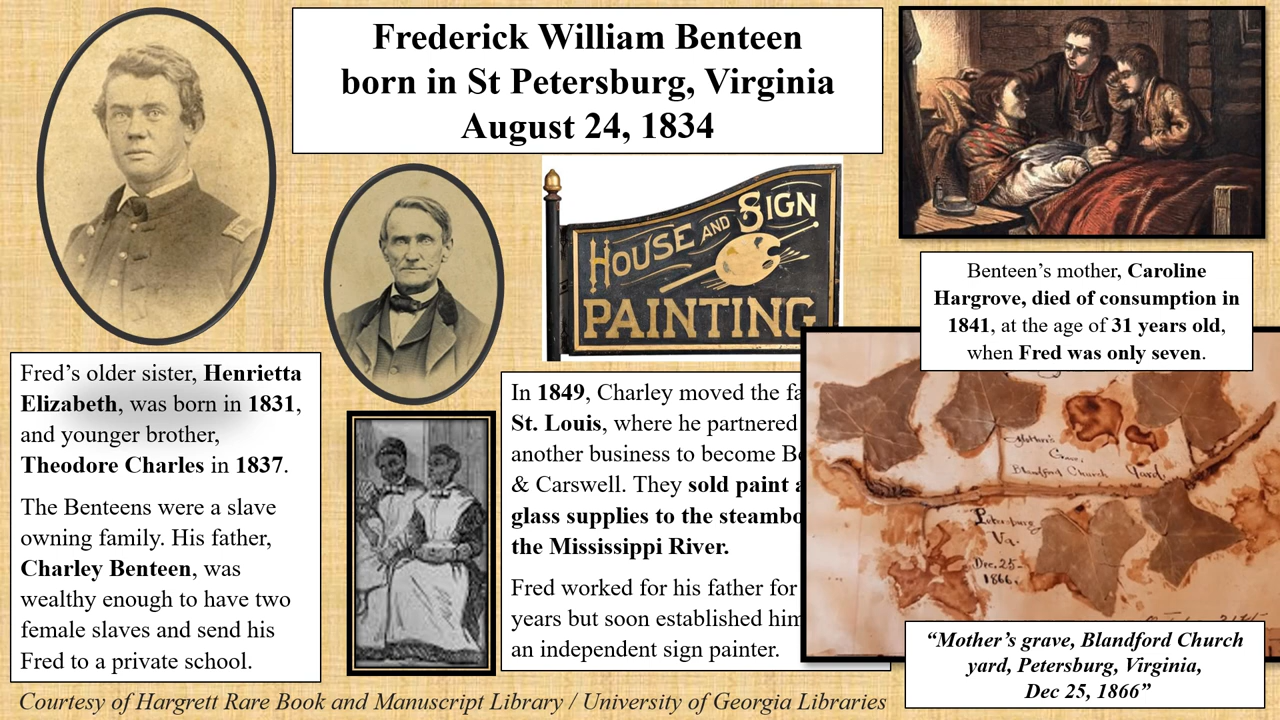 Frederick William Benteen
born in St Petersburg, Virginia
August 24, 1834
HOUSE AND SIGN
PAINTING
Benteen’s mother, Caroline
Hargrove, died of consumption in
1841, at the age of 31 years old,
when Fred was only seven.
Fred’s older sister, Henrietta
Elizabeth, was born in 1831,
and younger brother,
Theodore Charles in 1837.
The Benteens were a slave
owning family. His father,
Charley Benteen, was
wealthy enough to have two
female slaves and send his
Fred to a private school.
In 1849, Charley moved the
St. Louis, where he partnered
another business to become
& Carswell. They sold paint
glass supplies to the
the Mississippi River.
Fred worked for his father for
years but soon established
an independent sign painter.
Mother's
Grave,
Blandford Church Yard,
Petersburg
Va.
Dec. 25-
1866.
“Mother’s grave, Blandford Church
yard, Petersburg, Virginia,
Dec 25, 1866”
Courtesy of Hargrett Rare Book and Manuscript Library / University of Georgia Libraries